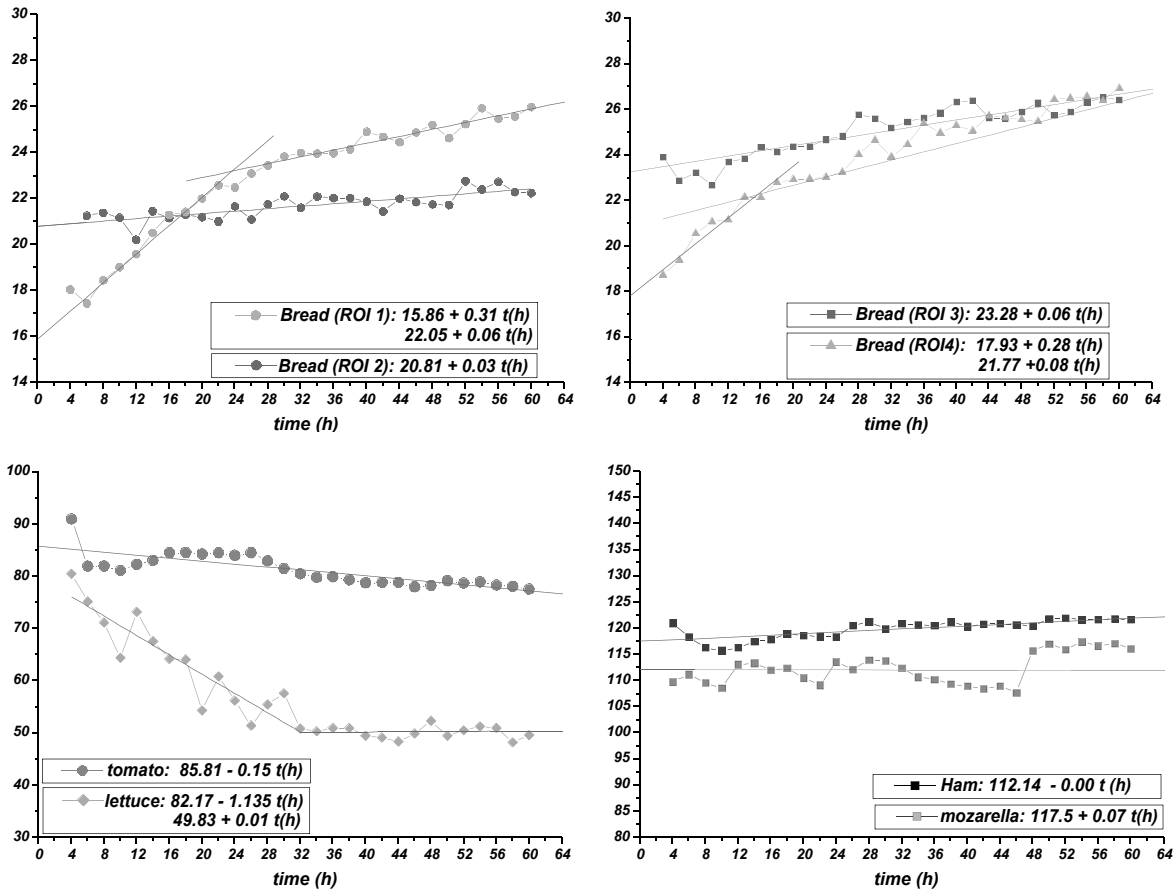 30
28
26
24
22
20
18
16
14
0 4 8 12 16 20 24 28 32 36 40 44 48 52 56 60 64
time (h)
Bread (ROI 1): 15.86 + 0.31 t(h)
22.05 + 0.06 t(h)
Bread (ROI 2): 20.81 + 0.03 t(h)
30
28
26
24
22
20
18
16
14
0 4 8 12 16 20 24 28 32 36 40 44 48 52 56 60 64
time (h)
Bread (ROI 3): 23.28 + 0.06 t(h)
Bread (ROI4): 17.93 + 0.28 t(h)
21.77 +0.08 t(h)
100
90
80
70
60
50
40
30
0 4 8 12 16 20 24 28 32 36 40 44 48 52 56 60 64
time (h)
tomato: 85.81 - 0.15 t(h)
lettuce: 82.17 - 1.135 t(h)
49.83 + 0.01 t(h)
150
145
140
135
130
125
120
115
110
105
100
95
90
85
80
0 4 8 12 16 20 24 28 32 36 40 44 48 52 56 60 64
time (h)
Ham: 112.14 - 0.00 t (h)
mozarella: 117.5 + 0.07 t(h)